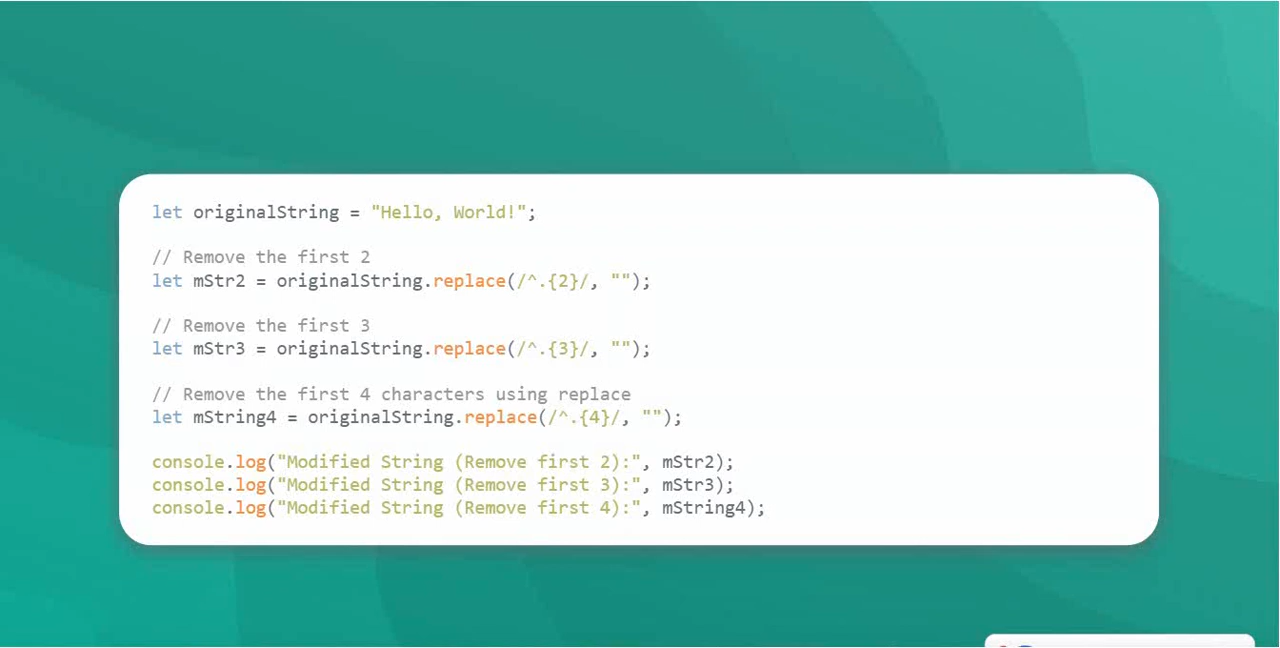 let originalString = "Hello, World!";
// Remove the first 2
let mStr2 = originalString.replace(/^.{2}/, "");
// Remove the first 3
let mStr3 = originalString.replace(/^.{3}/, "");
// Remove the first 4 characters using replace
let mString4 = originalString.replace(/^.{4}/, "");
console.log("Modified String (Remove first 2):", mStr2);
console.log("Modified String (Remove first 3):", mStr3);
console.log("Modified String (Remove first 4):", mString4);